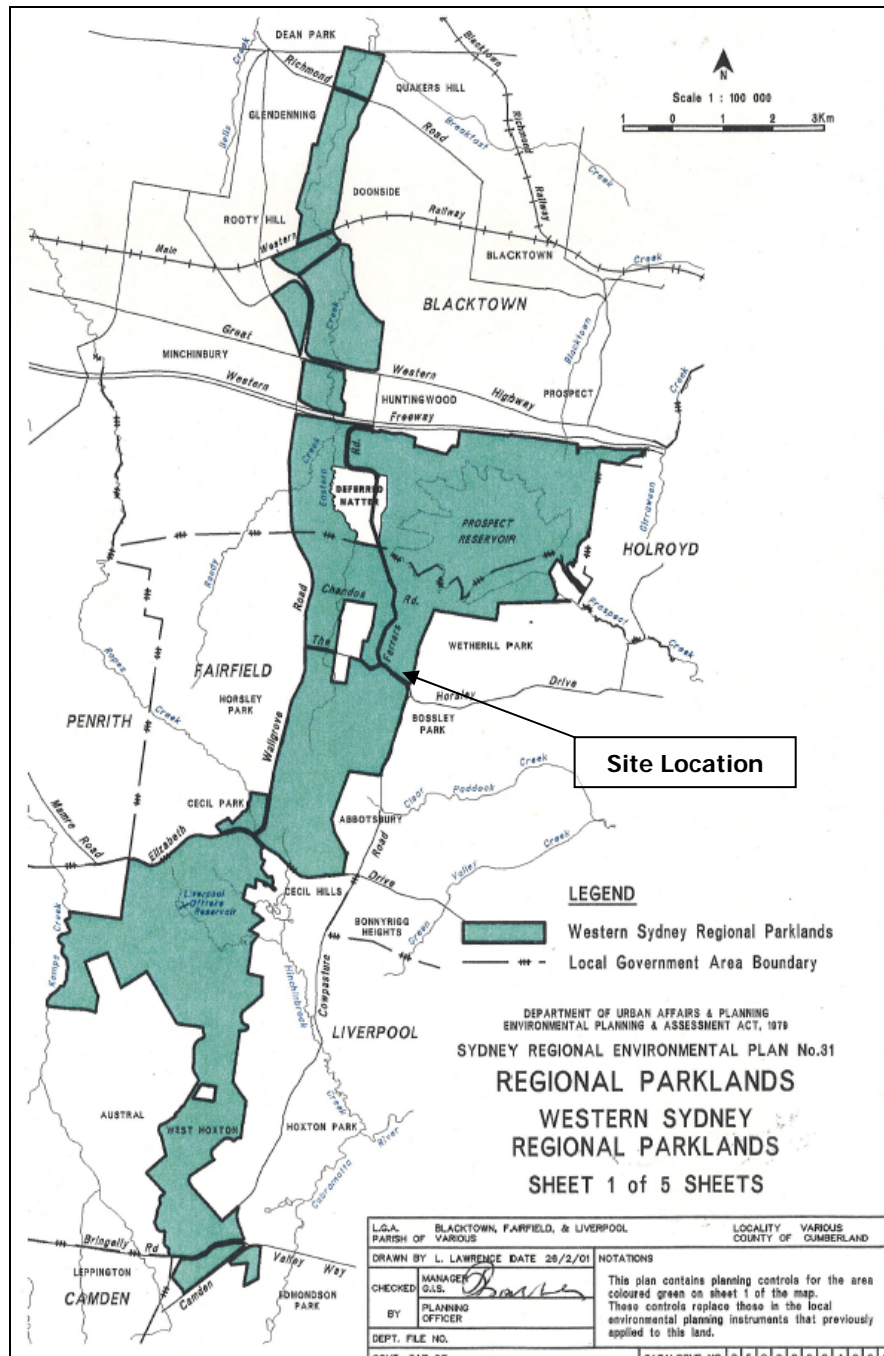 DEAN PARK
Richmond
Road
Creek
Bells
GLENDENNING
QUAKERS HILL
Blacktown
Richmond
Railway
Breakfast
Creek
N
Scale 1 : 100 000
1 0 1 2 3Km
DOONSIDE
ROOTY HILL
Main Western Railway
BLACKTOWN
Creek
BLACKTOWN
Blacktown
Creek
Great Western Highway
MINCHINBURY
Western Freeway
HUNTINGWOOD
PROSPECT
Creek
Girraween
Rd.
Creek
Eastern
DEFERRED
MATTER
PROSPECT
RESERVOIR
HOLROYD
Reedy
Creek
Road
Chandos
Rd.
Prospect
Creek
The
Ferrers
WETHERILL PARK
Ropes
Creek
FAIRFIELD
HORSLEY
PARK
Horsley Drive
PENRITH
Wallgrove
BOSSLEY
PARK
Site Location
Clear Paddock Creek
Mamre
Road
CECIL PARK
Elizabeth
ABBOTSBURY
Road
Valley Creek
Liverpool
Offtake
Reservoir
CECIL HILLS
Drive
BONNYRIGG
HEIGHTS
Green
Kemps Creek
Hinchinbrook
Creek
Cowpasture
LEGEND
Western Sydney Regional Parklands
Local Government Area Boundary
LIVERPOOL
DEPARTMENT OF URBAN AFFAIRS & PLANNING
ENVIRONMENTAL PLANNING & ASSESSMENT ACT, 1979
SYDNEY REGIONAL ENVIRONMENTAL PLAN No.31
REGIONAL PARKLANDS
WESTERN SYDNEY
REGIONAL PARKLANDS
SHEET 1 of 5 SHEETS
AUSTRAL
WEST HOXTON
HOXTON PARK
Cabramatta
River
Bringelly Rd
LEPPINGTON
CAMDEN
Camden Valley Way
EDMONDSON
PARK
L.G.A. BLACKTOWN, FAIRFIELD, & LIVERPOOL LOCALITY VARIOUS
PARISH OF VARIOUS COUNTY OF CUMBERLAND
DRAWN BY L. LAWRENCE DATE 26/2/01 NOTATIONS
CHECKED MANAGER
G.I.S.
BY PLANNING
OFFICER
This plan contains planning controls for the area
coloured green on sheet 1 of the map.
These controls replace those in the local
environmental planning instruments that previously
applied to this land.
DEPT. FILE NO.